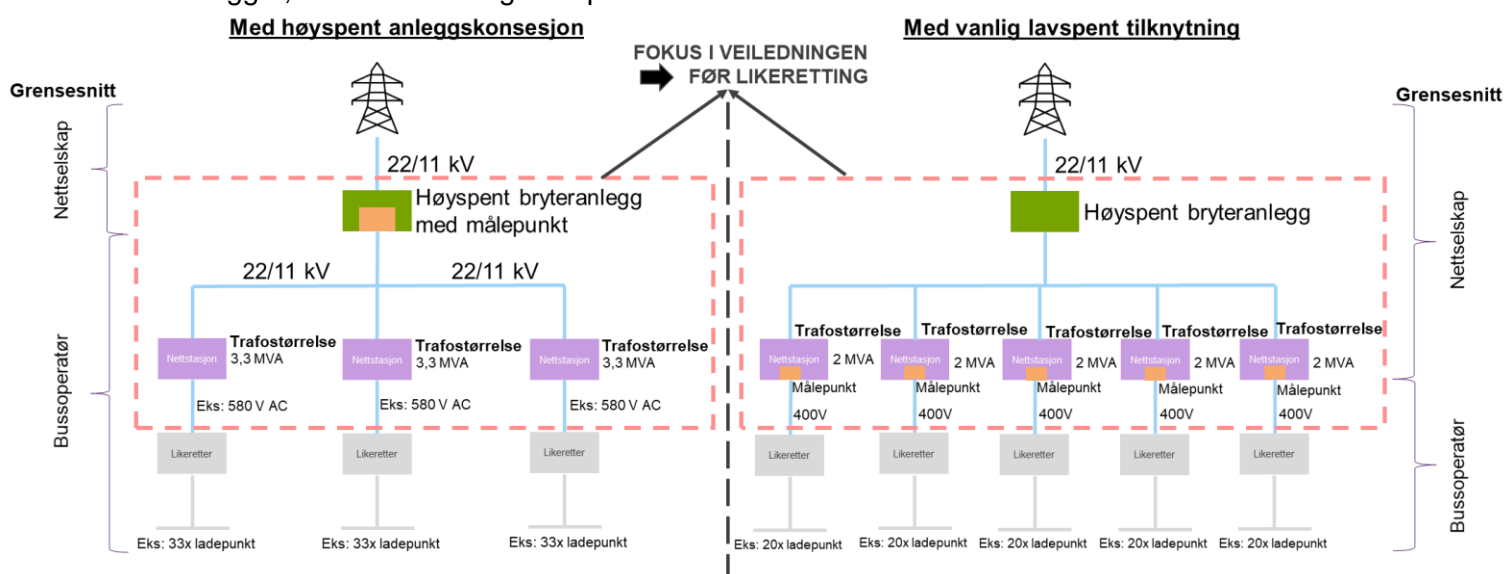 Med høyspent anleggskonsesjon
Med vanlig lavspent tilknytning
FOKUS I VEILEDNINGEN
FØR LIKERETTING
Grensesnitt
Grensesnitt
Nettselskap
Bussoperatør
22/11 kV
Høyspent bryteranlegg
med målepunkt
22/11 kV
22/11 kV
Nettstasjon
Trafostørrelse
3,3 MVA
Nettstasjon
Trafostørrelse
3,3 MVA
Nettstasjon
Trafostørrelse
3,3 MVA
Eks: 580 V AC
Eks: 580 V AC
Eks: 580 V AC
Likeretter
Likeretter
Likeretter
Eks: 33x ladepunkt
Eks: 33x ladepunkt
Eks: 33x ladepunkt
22/11 kV
Høyspent bryteranlegg
Trafostørrelse
Trafostørrelse
Trafostørrelse
Trafostørrelse
Trafostørrelse
Nettstasjon
2 MVA
Nettstasjon
2 MVA
Nettstasjon
2 MVA
Nettstasjon
2 MVA
Nettstasjon
2 MVA
Målepunkt
Målepunkt
Målepunkt
Målepunkt
Målepunkt
400V
400V
400V
400V
400V
Likeretter
Likeretter
Likeretter
Likeretter
Likeretter
Eks: 20x ladepunkt
Eks: 20x ladepunkt
Eks: 20x ladepunkt
Eks: 20x ladepunkt
Eks: 20x ladepunkt
Nettselskap
Bussoperatør